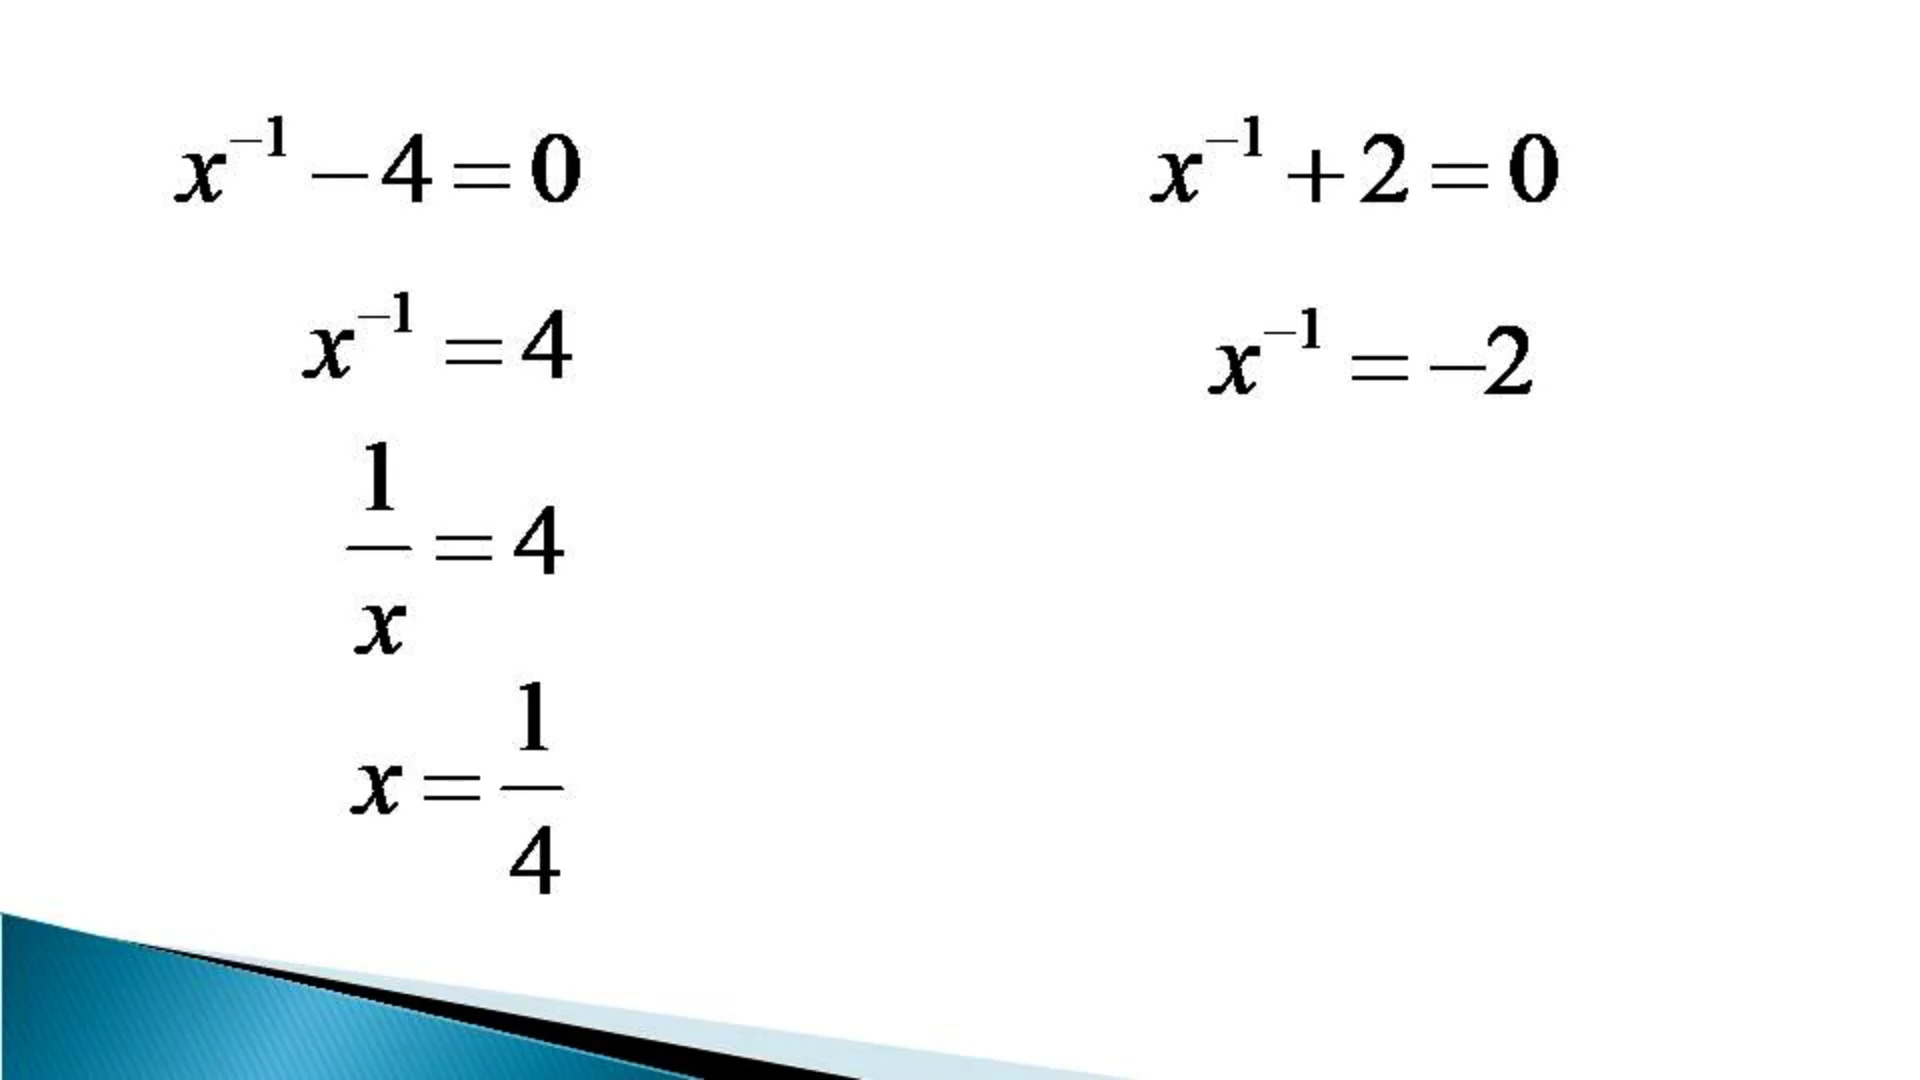 x⁻¹ − 4 = 0
x⁻¹ = 4
1/x = 4
x = 1/4
x⁻¹ + 2 = 0
x⁻¹ = −2